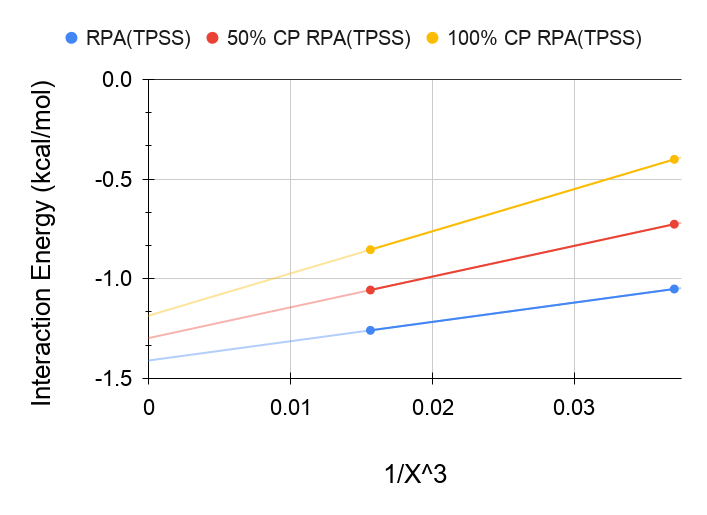 RPA(TPSS) 50% CP RPA(TPSS) 100% CP RPA(TPSS)
Interaction Energy (kcal/mol)
0.0
-0.5
-1.0
-1.5
0 0.01 0.02 0.03
1/X^3